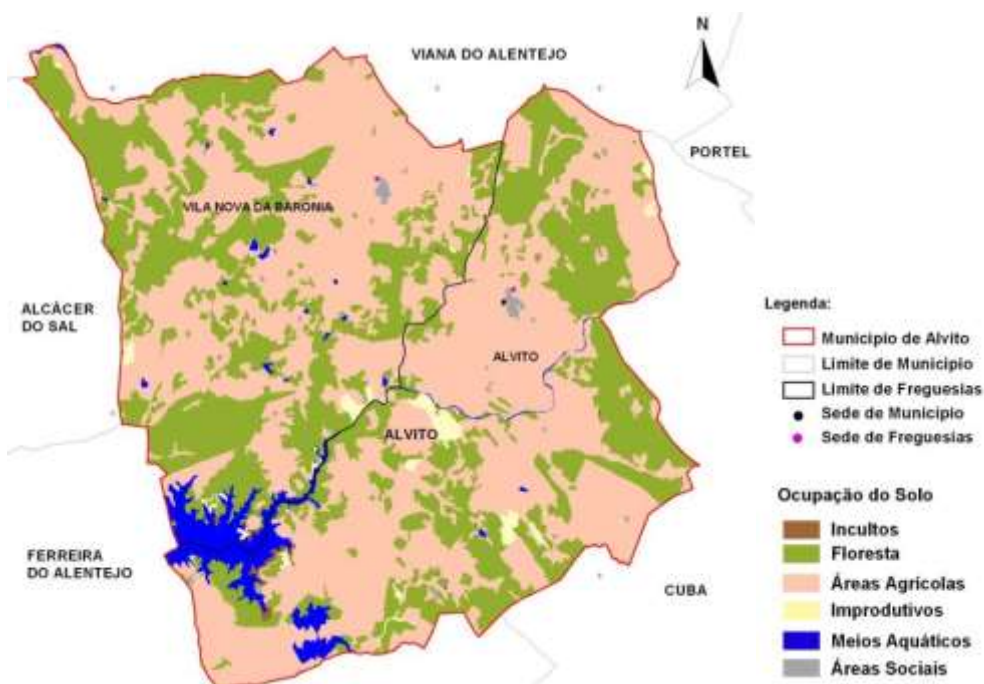 N
VIANA DO ALENTEJO
PORTEL
VILA NOVA DA BARONIA
ALCÀCER
DO SAL
ALVITO
ALVITO
FERREIRA
DO ALENTEJO
CUBA
Legenda:
Município de Alvito
Limite de Município
Limite de Freguesias
Sede de Município
Sede de Freguesias
Ocupação do Solo
Incultos
Floresta
Áreas Agrícolas
Improdutivos
Meios Aquáticos
Áreas Sociais